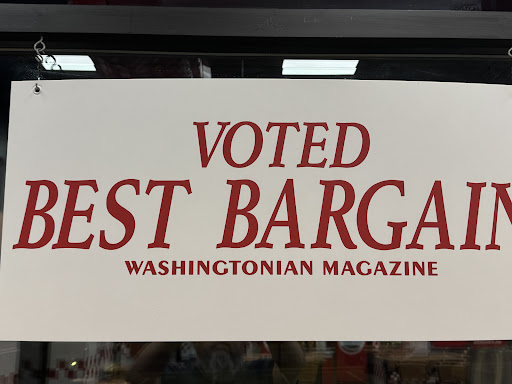 VOTED
BEST BARGAIN
WASHINGTONIAN MAGAZINE